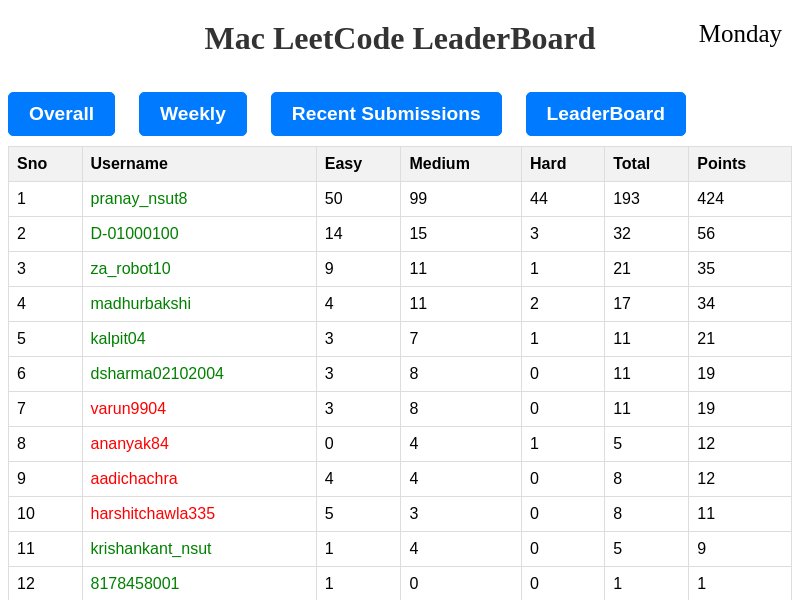 Mac LeetCode LeaderBoard
Monday
Overall Weekly Recent Submissions LeaderBoard
Sno Username Easy Medium Hard Total Points
1 pranay_nsut8 50 99 44 193 424
2 D-01000100 14 15 3 32 56
3 za_robot10 9 11 1 21 35
4 madhurbakshi 4 11 2 17 34
5 kalpit04 3 7 1 11 21
6 dsharma02102004 3 8 0 11 19
7 varun9904 3 8 0 11 19
8 ananyak84 0 4 1 5 12
9 aadichachra 4 4 0 8 12
10 harshitchawla335 5 3 0 8 11
11 krishankant_nsut 1 4 0 5 9
12 8178458001 1 0 0 1 1